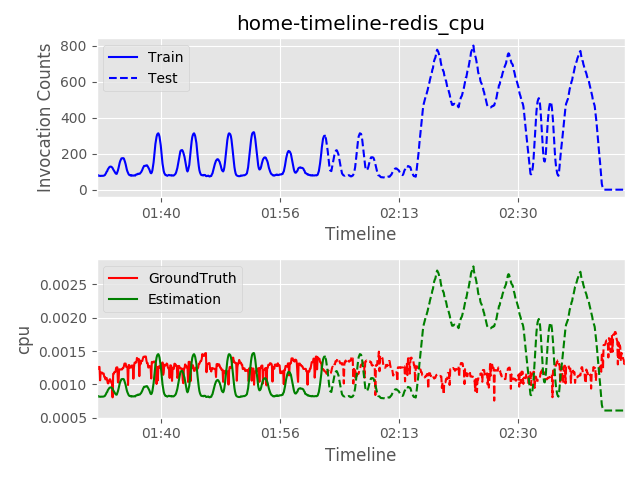 home-timeline-redis_cpu
Invocation Counts
800
600
400
200
0
Train
Test
01:40
01:56
02:13
02:30
Timeline
cpu
0.0025
0.0020
0.0015
0.0010
0.0005
GroundTruth
Estimation
01:40
01:56
02:13
02:30
Timeline